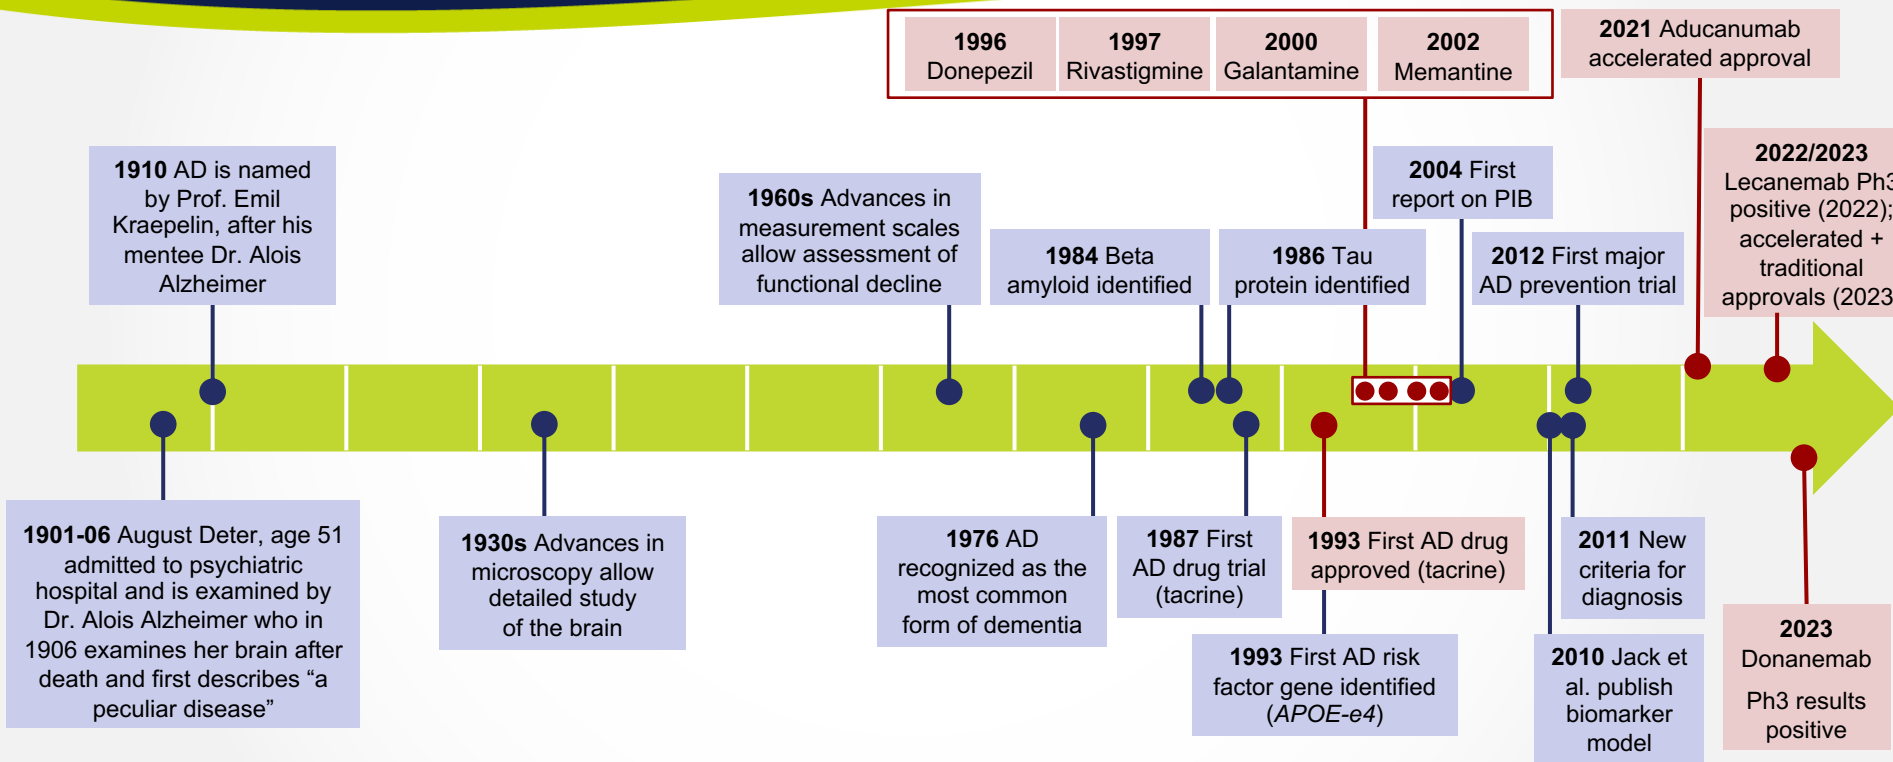 1996
Donepezil
1997
Rivastigmine
2000
Galantamine
2002
Memantine
2021 Aducanumab
accelerated approval
1910 AD is named
by Prof. Emil
Kraepelin, after his
mentee Dr. Alois
Alzheimer
1960s Advances in
measurement scales
allow assessment of
functional decline
1984 Beta
amyloid identified
1986 Tau
protein identified
2004 First
report on PIB
2012 First major
AD prevention trial
2022/2023
Lecanemab Ph3
positive (2022);
accelerated +
traditional
approvals (2023
1901-06 August Deter, age 51
admitted to psychiatric
hospital and is examined by
Dr. Alois Alzheimer who in
1906 examines her brain after
death and first describes “a
peculiar disease”
1930s Advances in
microscopy allow
detailed study
of the brain
1976 AD
recognized as the
most common
form of dementia
1987 First
AD drug trial
(tacrine)
1993 First AD drug
approved (tacrine)
1993 First AD risk
factor gene identified
(APOE-e4)
2011 New
criteria for
diagnosis
2010 Jack et
al. publish
biomarker
model
2023
Donanemab
Ph3 results
positive